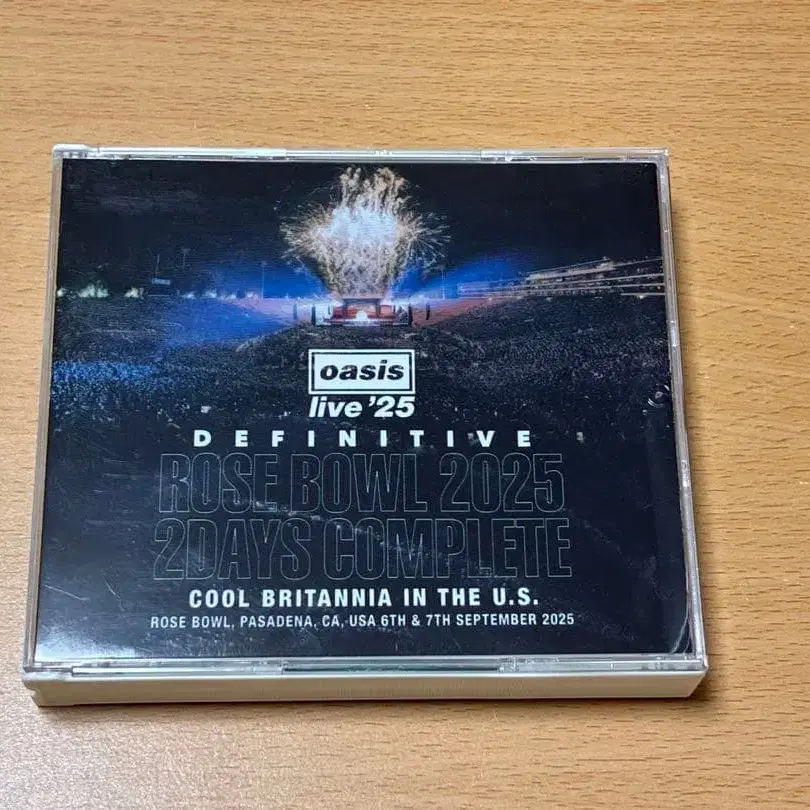 oasis
live '25
DEFINITIVE
ROSE BOWL 2025
2DAYS COMPLETE
COOL BRITANNIA IN THE U.S.
ROSE BOWL, PASADENA, CA, USA 6TH & 7TH SEPTEMBER 2025